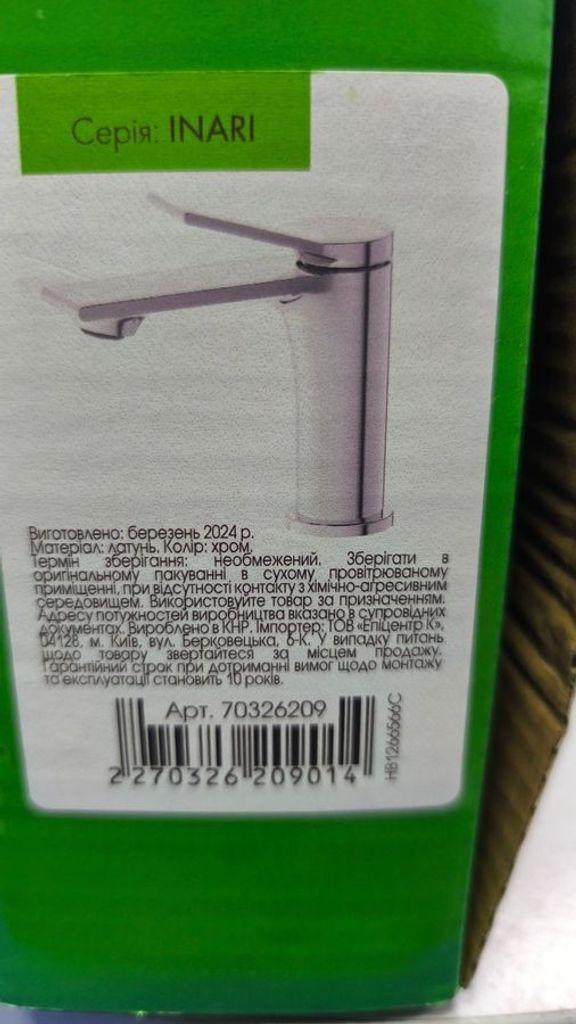 Серія: INARI
Виготовлено: березень 2024 р.
Матеріал: латунь. Колір: хром.
Термін зберігання: необмежений. Зберігати в
оригінальному пакуванні в сухому провітрюваному
приміщенні, при відсутності контакту з хімічно-агресивним
середовищем. Використовуйте товар за призначенням.
Адресу потужностей виробництва вказано в супровідних
документах. Вироблено в КНР. Імпортер: ТОВ «Епіцентр К»,
04128, м. Київ, вул. Берковецька, 6-К. У випадку питань
щодо товару звертайтеся за місцем продажу.
Гарантійний строк при дотриманні вимог щодо монтажу
та експлуатації становить 10 років.
Арт. 70326209
2 270326 209014
HB1266566C